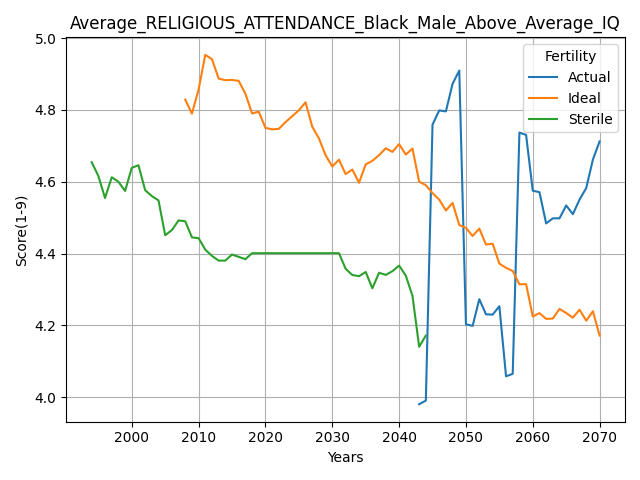 Average_RELIGIOUS_ATTENDANCE_Black_Male_Above_Average_IQ
Fertility
Actual
Ideal
Sterile
Score(1-9)
5.0
4.8
4.6
4.4
4.2
4.0
2000 2010 2020 2030 2040 2050 2060 2070
Years